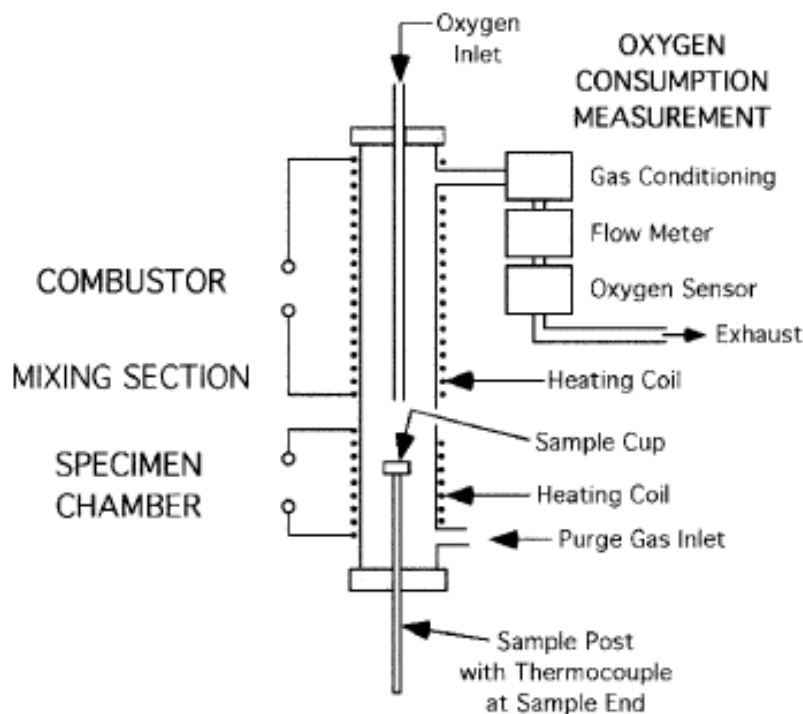 Oxygen
Inlet
OXYGEN
CONSUMPTION
MEASUREMENT
Gas Conditioning
Flow Meter
Oxygen Sensor
Exhaust
COMBUSTOR
MIXING SECTION
Heating Coil
Sample Cup
SPECIMEN
CHAMBER
Heating Coil
Purge Gas Inlet
Sample Post
with Thermocouple
at Sample End